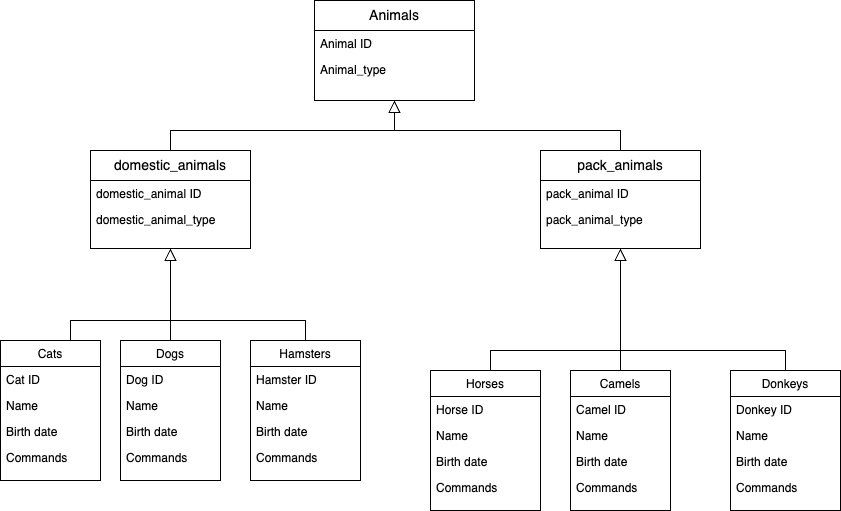 Animals
Animal ID
Animal_type
domestic_animals
domestic_animal ID
domestic_animal_type
pack_animals
pack_animal ID
pack_animal_type
Cats
Cat ID
Name
Birth date
Commands
Dogs
Dog ID
Name
Birth date
Commands
Hamsters
Hamster ID
Name
Birth date
Commands
Horses
Horse ID
Name
Birth date
Commands
Camels
Camel ID
Name
Birth date
Commands
Donkeys
Donkey ID
Name
Birth date
Commands